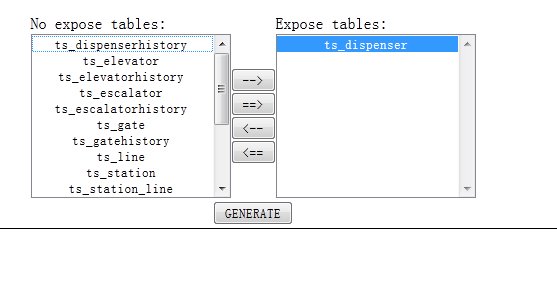 No expose tables:
Expose tables:
ts_dispenserhistory
ts_elevator
ts_elevatorhistory
ts_escalator
ts_escalatorhistory
ts_gate
ts_gatehistory
ts_line
ts_station
ts_station_line
-->
==>
<--
<==
ts_dispenser
GENERATE